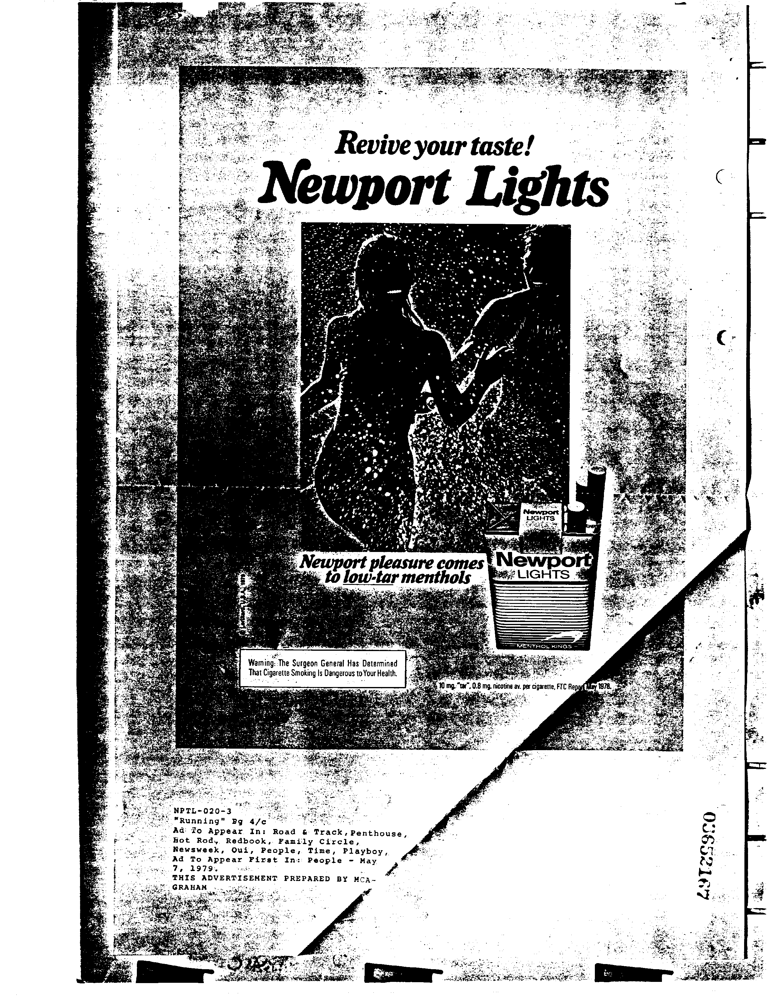 Revive your taste!
Newport Lights
Newport
LIGHTS
Newport pleasure comes
to low-tar menthols
Newport
LIGHTS
MENTHOL KINGS
Warning: The Surgeon General Has Determined
That Cigarette Smoking Is Dangerous to Your Health.
10 mg. "tar", 0.8 mg. nicotine av. per cigarette, FTC Report May 1978.
NPTL-020-3
"Running" Pg 4/c
Ad To Appear In: Road & Track, Penthouse,
Hot Rod, Redbook, Family Circle,
Newsweek, Oui, People, Time, Playboy,
Ad To Appear First In: People - May
7, 1979.
THIS ADVERTISEMENT PREPARED BY MCA-
GRAHAM
03652167